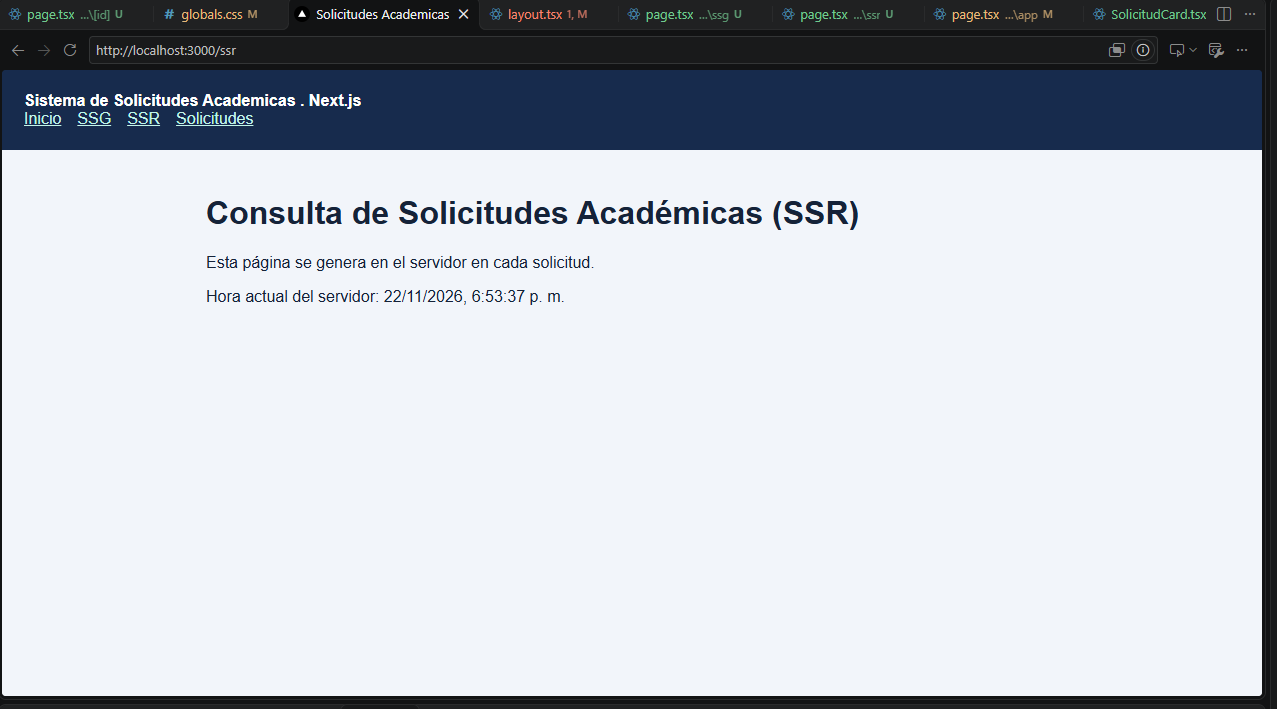 page.tsx ...\[id] U # globals.css M Solicitudes Academicas layout.tsx 1, M page.tsx ...\ssg U page.tsx ...\ssr U page.tsx ...\app M SolicitudCard.tsx
http://localhost:3000/ssr
Sistema de Solicitudes Academicas . Next.js
Inicio SSG SSR Solicitudes
Consulta de Solicitudes Académicas (SSR)
Esta página se genera en el servidor en cada solicitud.
Hora actual del servidor: 22/11/2026, 6:53:37 p. m.